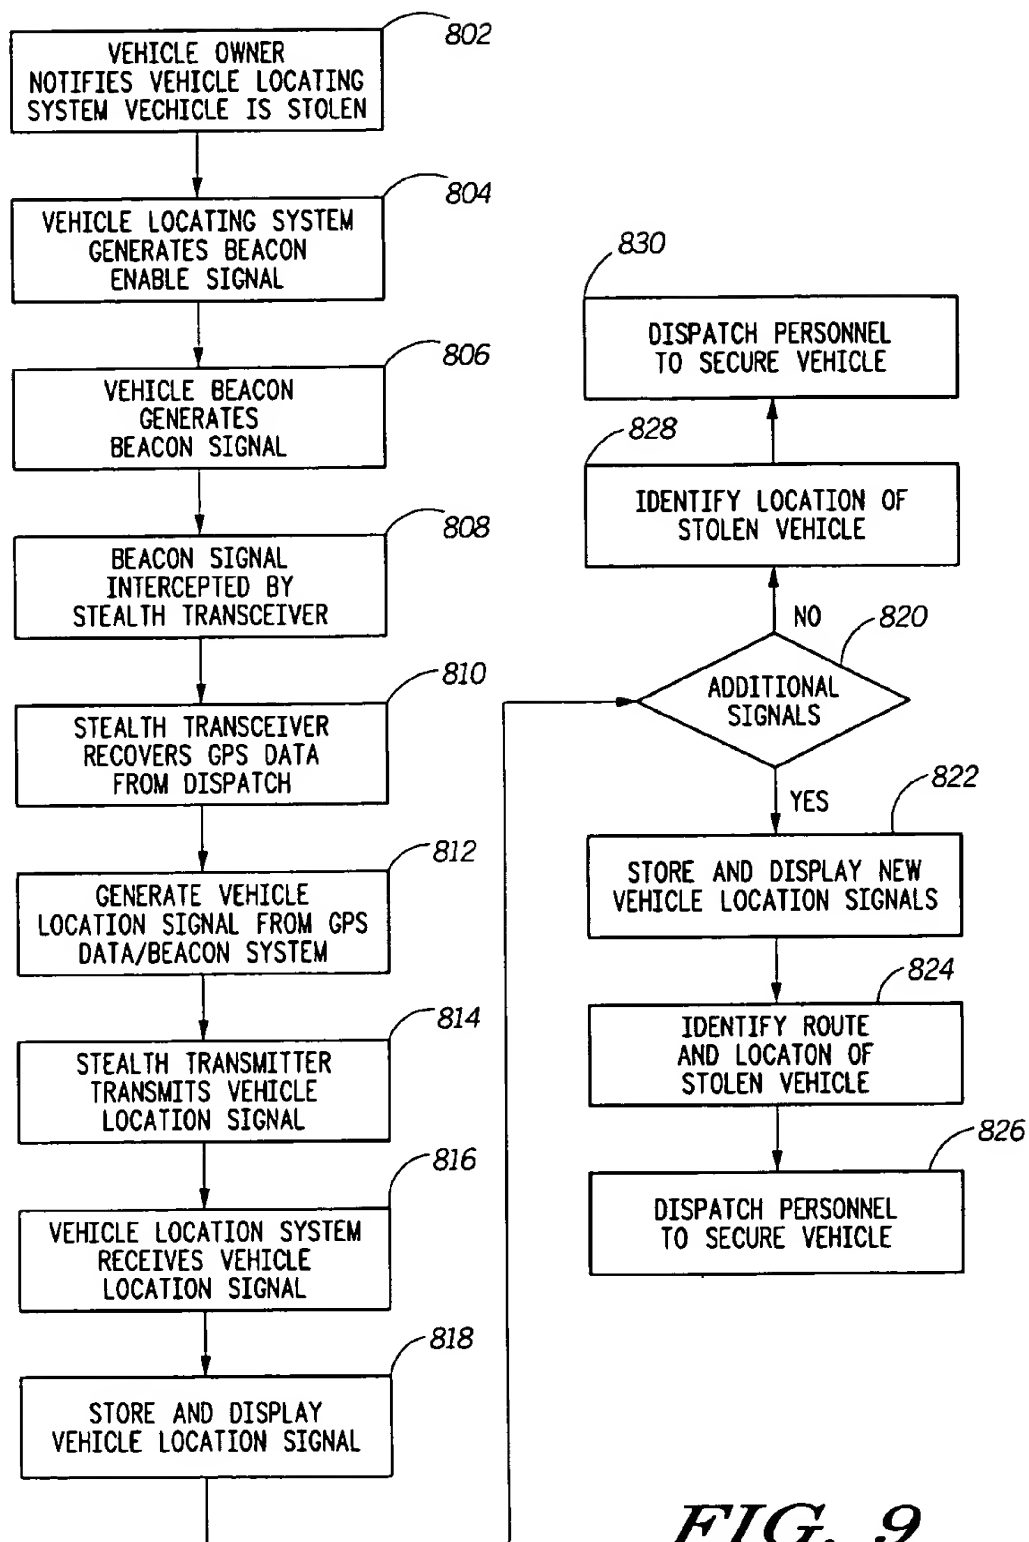 802
VEHICLE OWNER
NOTIFIES VEHICLE LOCATING
SYSTEM VECHICLE IS STOLEN
804
VEHICLE LOCATING SYSTEM
GENERATES BEACON
ENABLE SIGNAL
806
VEHICLE BEACON
GENERATES
BEACON SIGNAL
808
BEACON SIGNAL
INTERCEPTED BY
STEALTH TRANSCEIVER
810
STEALTH TRANSCEIVER
RECOVERS GPS DATA
FROM DISPATCH
812
GENERATE VEHICLE
LOCATION SIGNAL FROM GPS
DATA/BEACON SYSTEM
814
STEALTH TRANSMITTER
TRANSMITS VEHICLE
LOCATION SIGNAL
816
VEHICLE LOCATION SYSTEM
RECEIVES VEHICLE
LOCATION SIGNAL
818
STORE AND DISPLAY
VEHICLE LOCATION SIGNAL
830
DISPATCH PERSONNEL
TO SECURE VEHICLE
828
IDENTIFY LOCATION OF
STOLEN VEHICLE
NO
820
ADDITIONAL
SIGNALS
YES
822
STORE AND DISPLAY NEW
VEHICLE LOCATION SIGNALS
824
IDENTIFY ROUTE
AND LOCATON OF
STOLEN VEHICLE
826
DISPATCH PERSONNEL
TO SECURE VEHICLE
FIG. 9